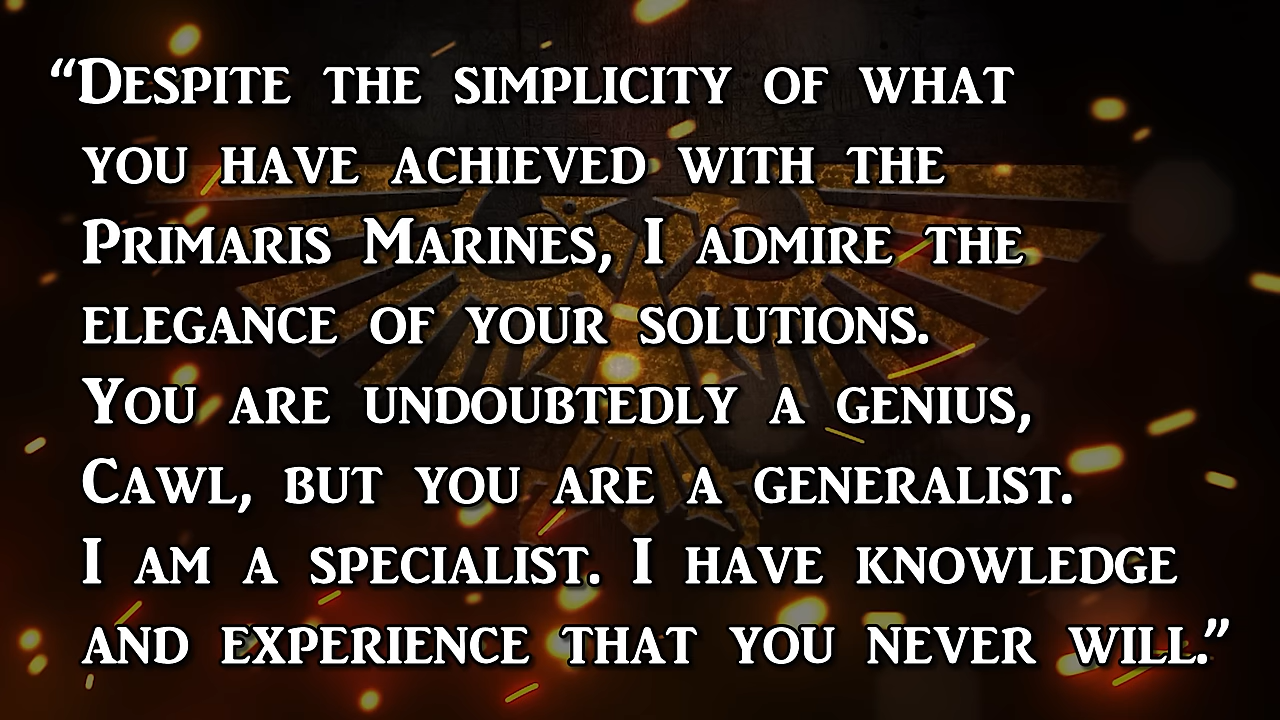 “Despite the simplicity of what
you have achieved with the
Primaris Marines, I admire the
elegance of your solutions.
You are undoubtedly a genius,
Cawl, but you are a generalist.
I am a specialist. I have knowledge
and experience that you never will.”